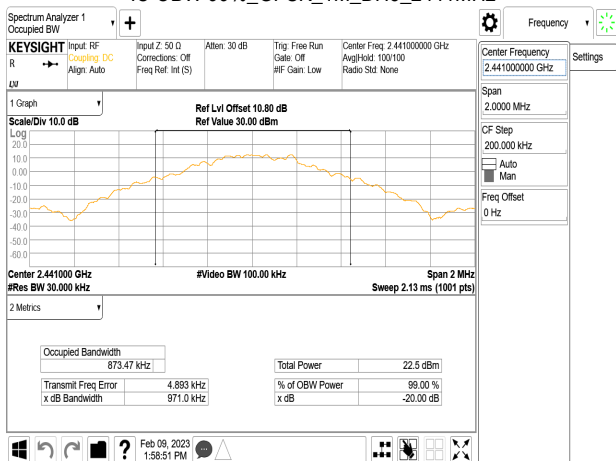 Spectrum Analyzer 1
Occupied BW
Frequency
KEYSIGHT
R
Input: RF
Coupling: DC
Align: Auto
Input Z: 50 Ω
Corrections: Off
Freq Ref: Int (S)
Atten: 30 dB
Trig: Free Run
Gate: Off
#IF Gain: Low
Center Freq: 2.441000000 GHz
Avg|Hold: 100/100
Radio Std: None
Center Frequency
2.441000000 GHz
Settings
Span
2.0000 MHz
CF Step
200.000 kHz
Auto
Man
Freq Offset
0 Hz
1 Graph
Scale/Div 10.0 dB
Ref Lvl Offset 10.80 dB
Ref Value 30.00 dBm
Log
20.0
10.0
0.00
-10.0
-20.0
-30.0
-40.0
-50.0
-60.0
Center 2.441000 GHz
#Res BW 30.000 kHz
#Video BW 100.00 kHz
Span 2 MHz
Sweep 2.13 ms (1001 pts)
2 Metrics
Occupied Bandwidth
873.47 kHz
Total Power 22.5 dBm
Transmit Freq Error 4.893 kHz
% of OBW Power 99.00 %
x dB Bandwidth 971.0 kHz
x dB -20.00 dB
Feb 09, 2023
1:58:51 PM